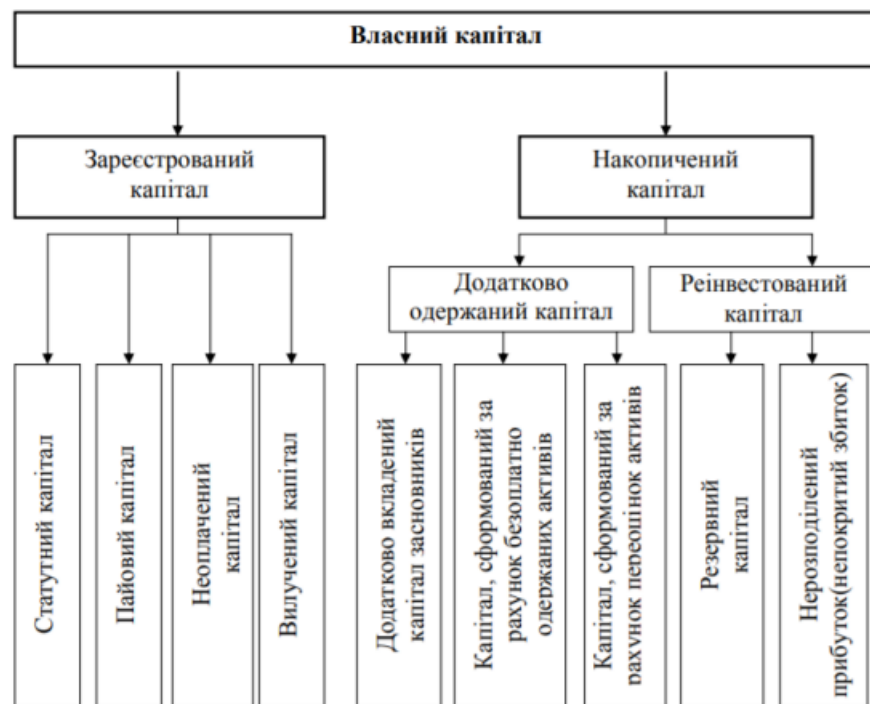 Власний капітал
Зареєстрований
капітал
Накопичений
капітал
Додатково
одержаний капітал
Реінвестований
капітал
Статутний капітал
Пайовий капітал
Неоплачений
капітал
Вилучений капітал
Додатково вкладений
капітал засновників
Капітал, сформований за
рахунок безоплатно
одержаних активів
Капітал, сформований за
рахунок переоцінок активів
Резервний
капітал
Нерозподілений
прибуток(непокритий збиток)